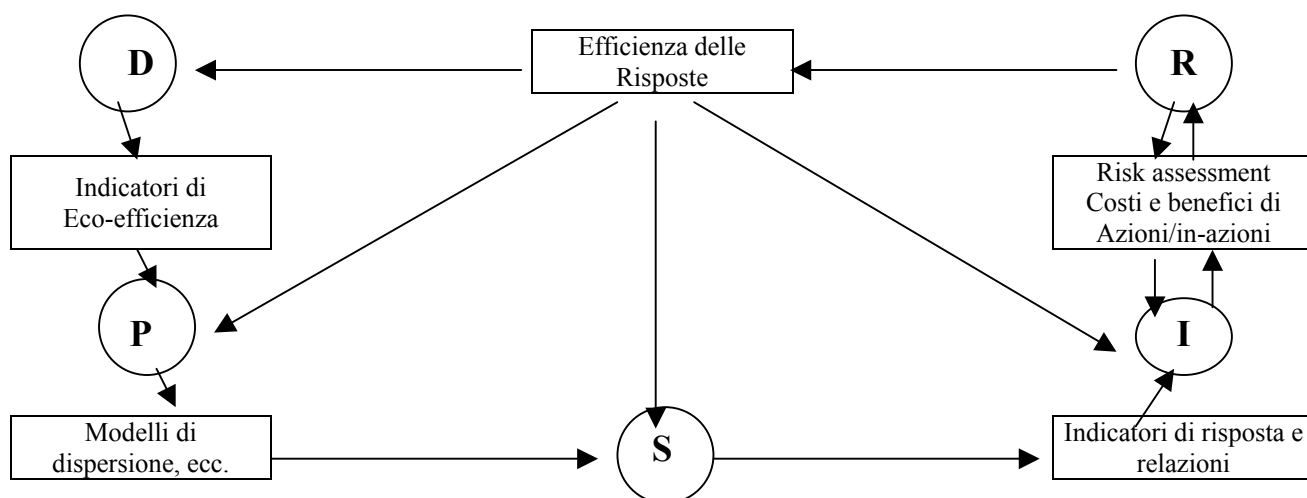 D
Efficienza delle
Risposte
R
Indicatori di
Eco-efficienza
Risk assessment
Costi e benefici di
Azioni/in-azioni
P
I
Modelli di
dispersione, ecc.
S
Indicatori di risposta e
relazioni